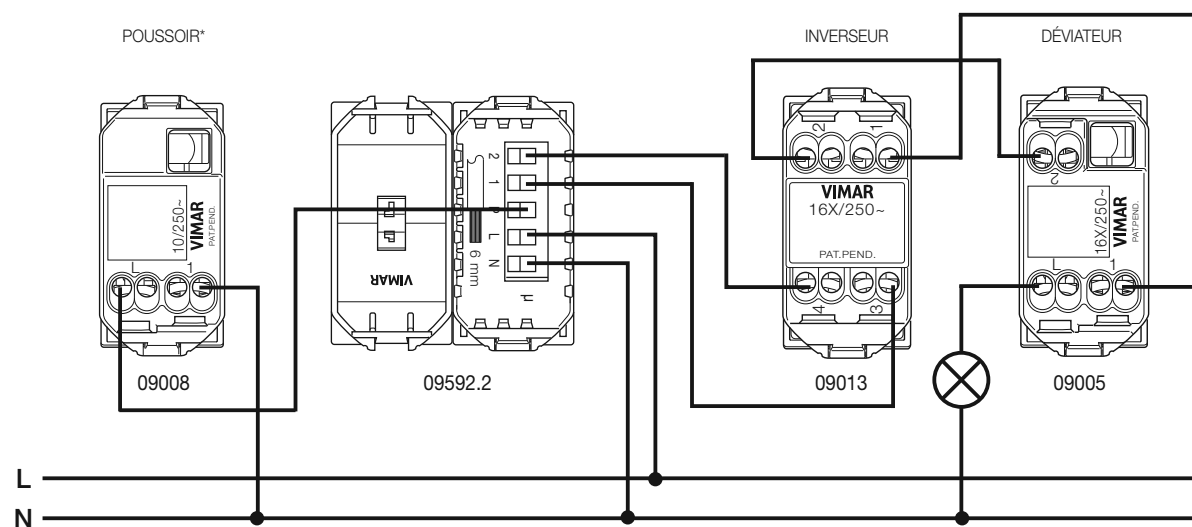 POUSSOIR*
INVERSEUR
DÉVIATEUR
10/250~
VIMAR
PAT.PEND.
L
1
VIMAR
2
1
P
L
N
6 mm
µ
2
1
VIMAR
16X/250~
PAT.PEND.
4
3
2
16X/250~
VIMAR
PAT.PEND.
L
1
09008
09592.2
09013
09005
L
N